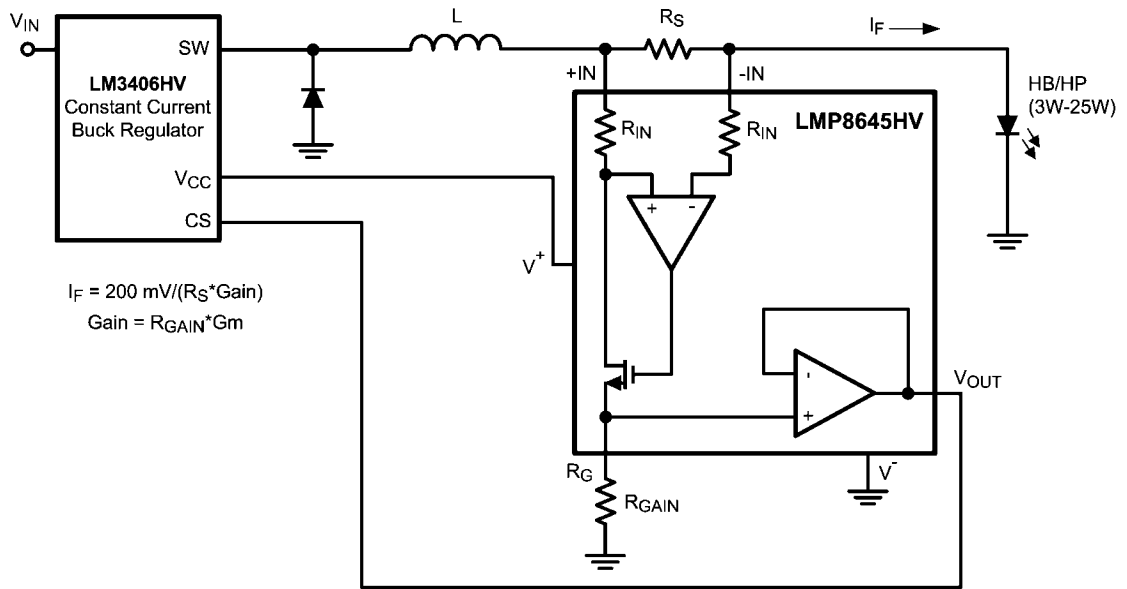 V_IN
SW
LM3406HV
Constant Current
Buck Regulator
V_CC
CS
L
R_S
I_F
+IN
-IN
HB/HP
(3W-25W)
R_IN
R_IN
LMP8645HV
+ -
V^+
I_F = 200 mV/(R_S*Gain)
Gain = R_GAIN*Gm
-
+
V_OUT
R_G
R_GAIN
V^-